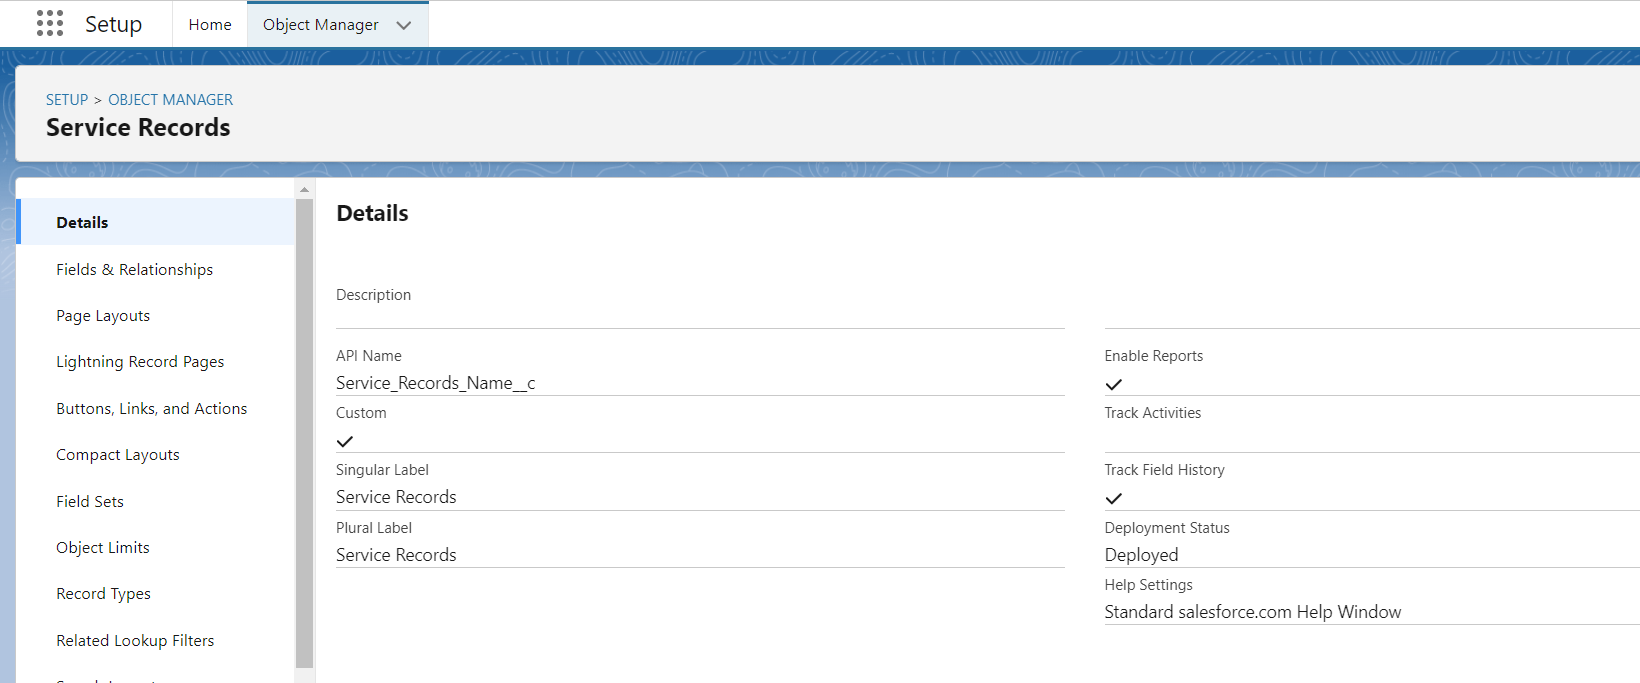 Setup
Home
Object Manager
SETUP > OBJECT MANAGER
Service Records
Details
Fields & Relationships
Page Layouts
Lightning Record Pages
Buttons, Links, and Actions
Compact Layouts
Field Sets
Object Limits
Record Types
Related Lookup Filters
Details
Description
API Name
Service_Records_Name__c
Custom
Singular Label
Service Records
Plural Label
Service Records
Enable Reports
Track Activities
Track Field History
Deployment Status
Deployed
Help Settings
Standard salesforce.com Help Window